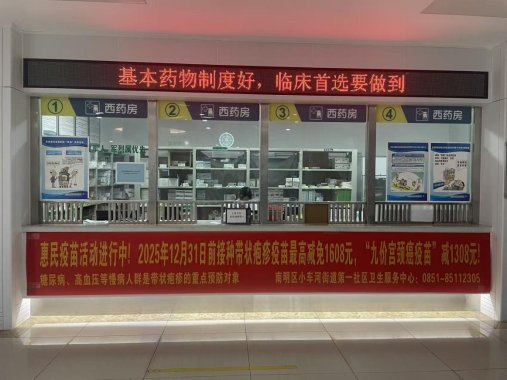 基本药物制度好，临床首选要做到
① 西药房
② 西药房
③ 西药房
④ 西药房
惠民疫苗活动进行中！2025年12月31日前接种带状疱疹疫苗最高减免1608元，“九价宫颈癌疫苗”减1308元！
糖尿病、高血压等慢病人群是带状疱疹的重点预防对象
南明区小车河街道第一社区卫生服务中心：0851-85112305